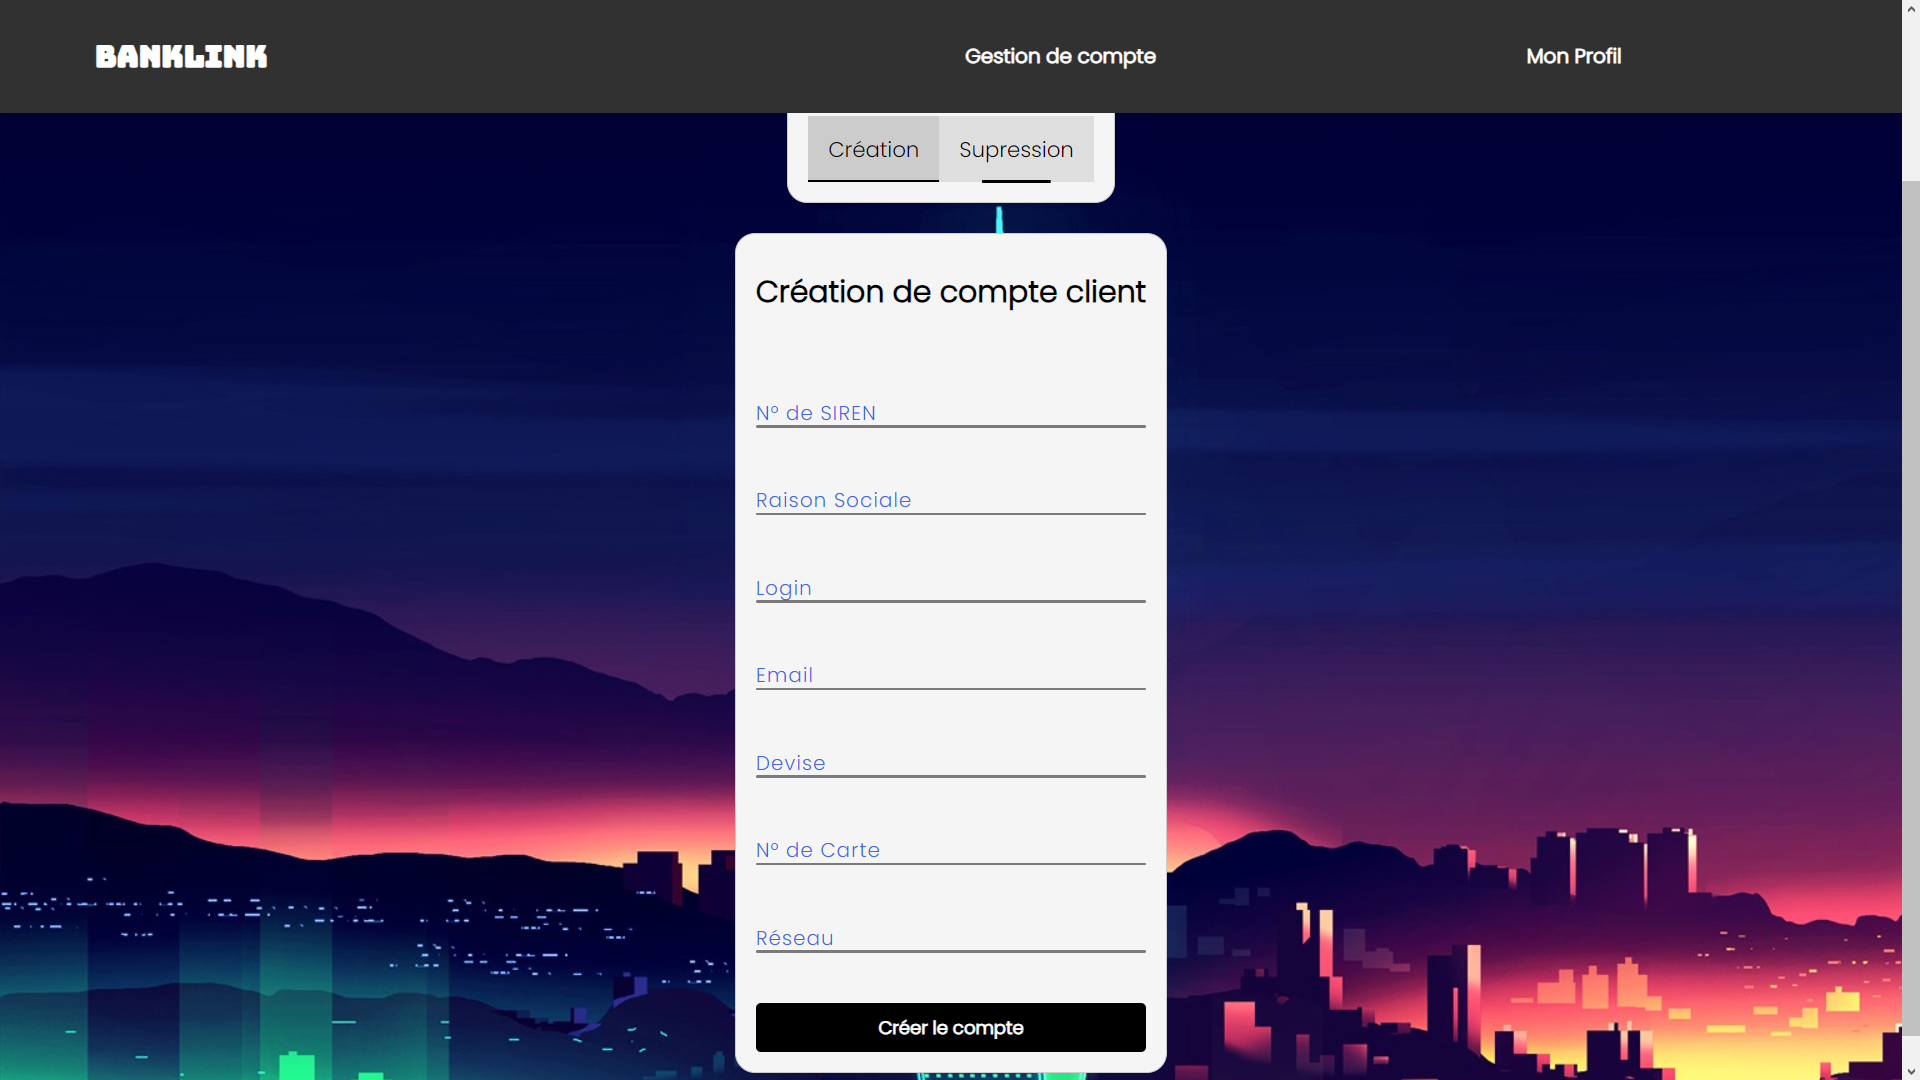 BANKLINK
Gestion de compte
Mon Profil
Création
Supression
Création de compte client
N° de SIREN
Raison Sociale
Login
Email
Devise
N° de Carte
Réseau
Créer le compte